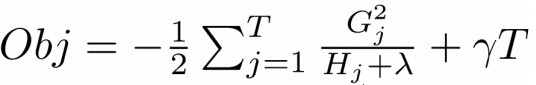 Obj = -\frac{1}{2} \sum_{j=1}^{T} \frac{G_j^2}{H_j+\lambda} + \gamma T